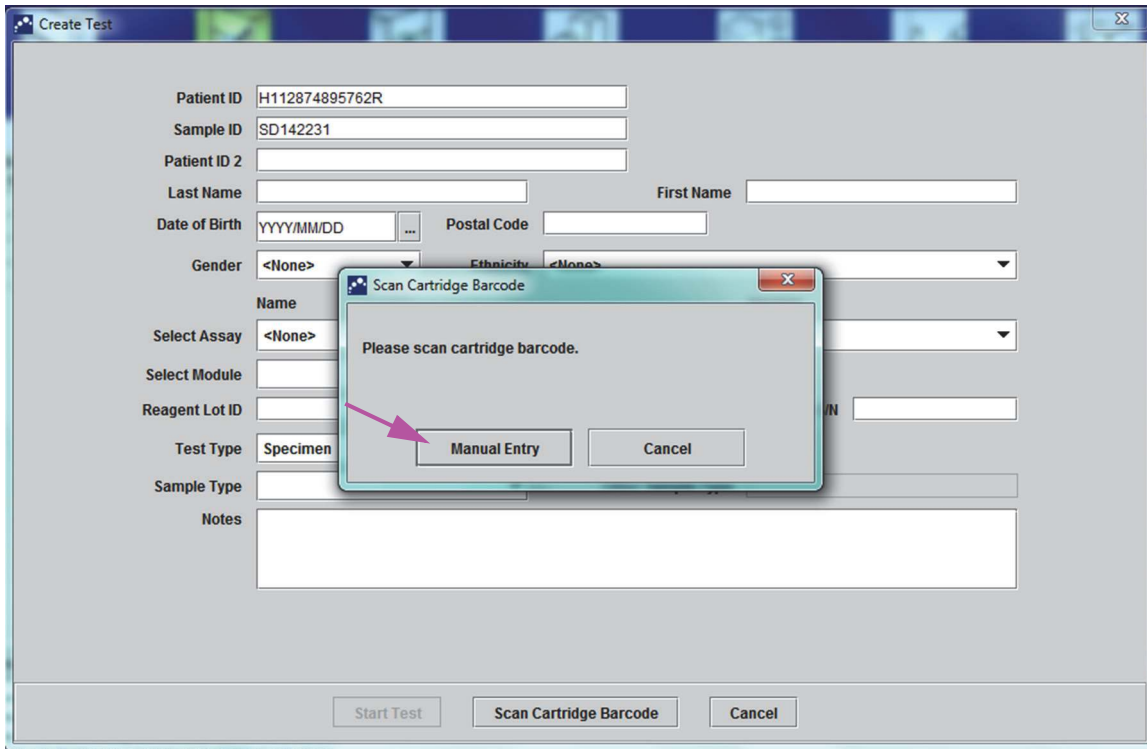 Create Test
Patient ID H112874895762R
Sample ID SD142231
Patient ID 2
Last Name First Name
Date of Birth YYYY/MM/DD ... Postal Code
Gender <None> Ethnicity <None>
Scan Cartridge Barcode
Name
Select Assay <None>
Please scan cartridge barcode.
Select Module
Reagent Lot ID
Test Type Specimen
Manual Entry Cancel
Sample Type
Notes
Start Test Scan Cartridge Barcode Cancel